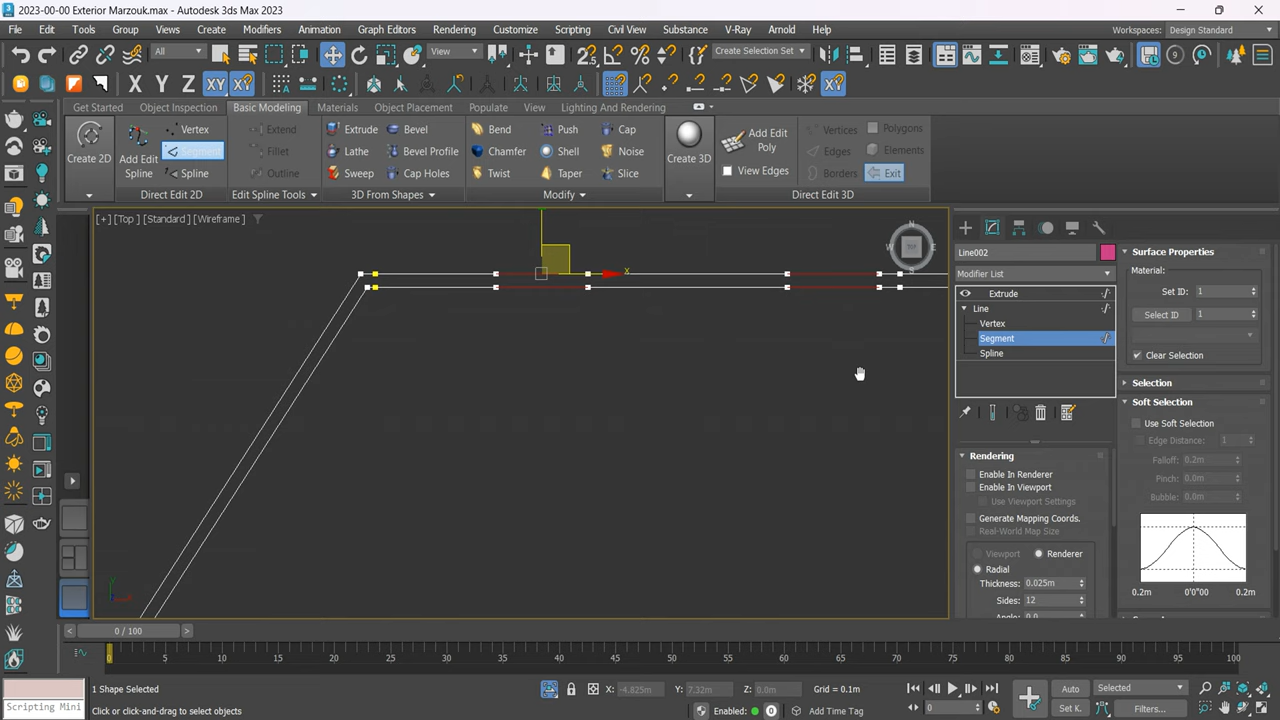 2023-00-00 Exterior Marzouk.max - Autodesk 3ds Max 2023
File Edit Tools Group Views Create Modifiers Animation Graph Editors Rendering Customize Scripting Civil View Substance V-Ray Arnold Help
Workspaces: Design Standard
All View Create Selection Set
X Y Z XY
Get Started Object Inspection Basic Modeling Materials Object Placement Populate View Lighting And Rendering
Create 2D
Add Edit Spline
Vertex
Segment
Spline
Direct Edit 2D
Extend
Fillet
Outline
Edit Spline Tools
Extrude Bevel
Lathe Bevel Profile
Sweep Cap Holes
3D From Shapes
Bend Push Cap
Chamfer Shell Noise
Twist Taper Slice
Modify
Create 3D
Add Edit Poly
View Edges
Vertices Polygons
Edges Elements
Borders Exit
Direct Edit 3D
[+] [Top ] [Standard ] [Wireframe ]
N
W E
S
x
Line002
Modifier List
Extrude
Line
Vertex
Segment
Spline
Rendering
Enable In Renderer
Enable In Viewport
Use Viewport Settings
Generate Mapping Coords.
Real-World Map Size
Viewport Renderer
Radial
Thickness: 0.025m
Sides: 12
Angle: 0.0
Surface Properties
Material:
Set ID: 1
Select ID 1
Clear Selection
Selection
Soft Selection
Use Soft Selection
Edge Distance: 1
Falloff: 0.2m
Pinch: 0.0m
Bubble: 0.0m
0.2m 0'0"00 0.2m
0 / 100
0 5 10 15 20 25 30 35 40 45 50 55 60 65 70 75 80 85 90 95 100
Scripting Mini
1 Shape Selected
Click or click-and-drag to select objects
X: -4.825m Y: 7.32m Z: 0.0m Grid = 0.1m
Enabled: 0 Add Time Tag
0
Auto Selected
Set K. Filters...